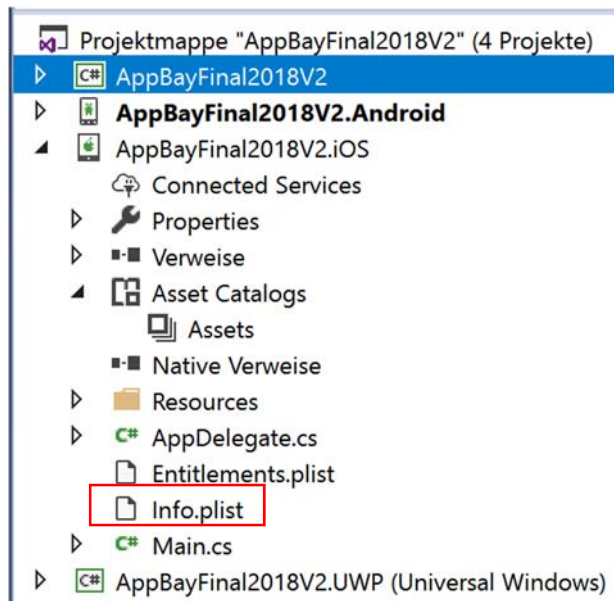 Projektmappe "AppBayFinal2018V2" (4 Projekte)
C# AppBayFinal2018V2
AppBayFinal2018V2.Android
AppBayFinal2018V2.iOS
Connected Services
Properties
Verweise
Asset Catalogs
Assets
Native Verweise
Resources
C# AppDelegate.cs
Entitlements.plist
Info.plist
C# Main.cs
C# AppBayFinal2018V2.UWP (Universal Windows)